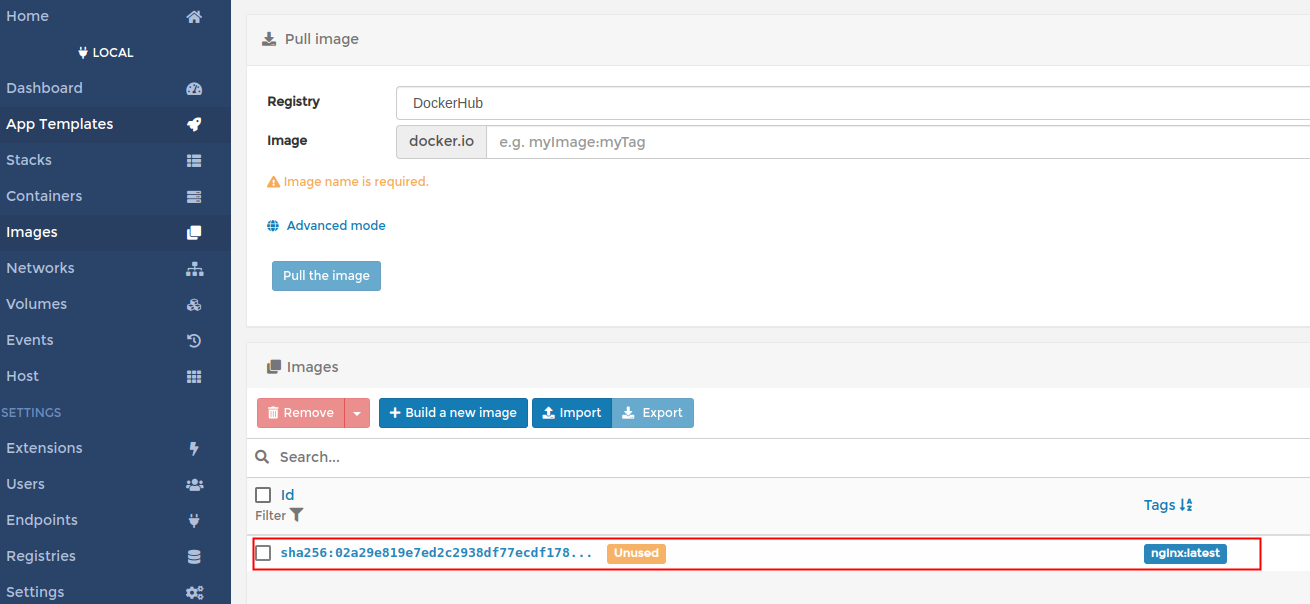 Home
LOCAL
Dashboard
App Templates
Stacks
Containers
Images
Networks
Volumes
Events
Host
SETTINGS
Extensions
Users
Endpoints
Registries
Settings
Pull image
Registry
DockerHub
Image
docker.io
e.g. myImage:myTag
Image name is required.
Advanced mode
Pull the image
Images
Remove
Build a new image
Import
Export
Search...
Id
Filter
Tags
sha256:02a29e819e7ed2c2938df77ecdf178... Unused nginx:latest